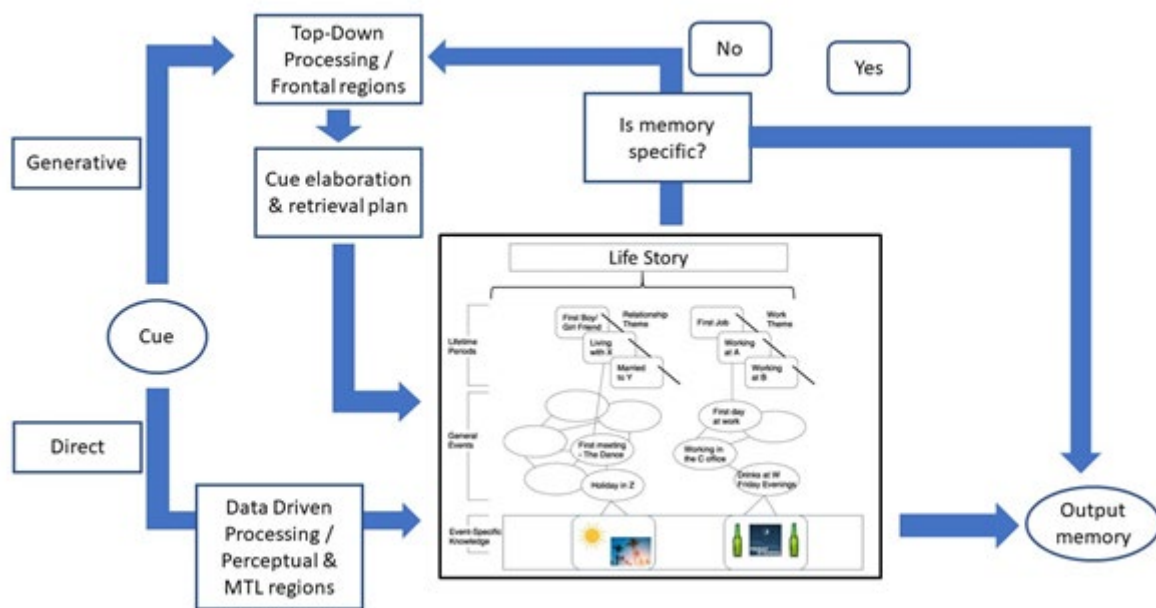 Top-Down
Processing /
Frontal regions
No
Yes
Is memory
specific?
Generative
Cue elaboration
& retrieval plan
Life Story
Cue
Lifetime
Periods
First Boy/
Girl Friend
Relationship
Theme
Living
with X
Married
to Y
First Job
Work
Theme
Working
at A
Working
at B
Direct
General
Events
First meeting
- The Dance
Holiday in Z
First day
at work
Working in
the C office
Drinks at W
Friday Evenings
Data Driven
Processing /
Perceptual &
MTL regions
Event-Specific
Knowledge
Output
memory